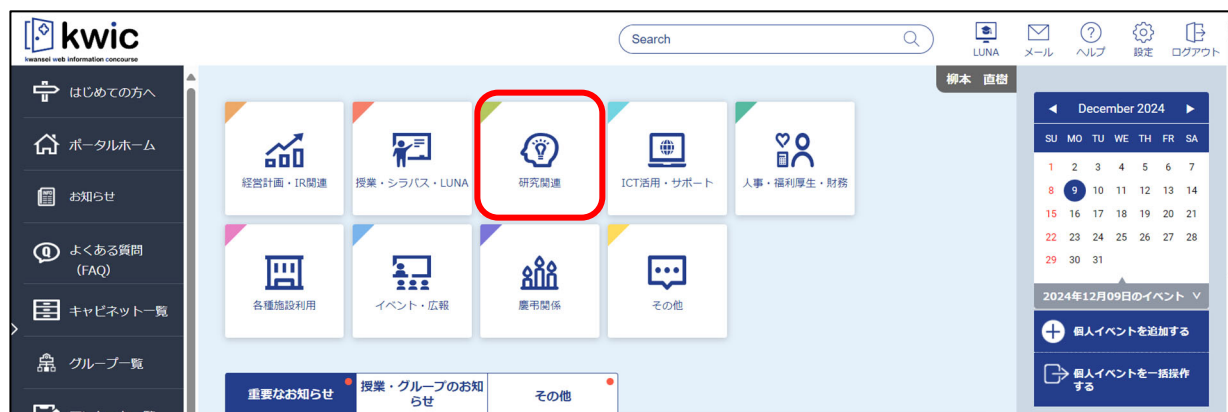 kwic
kwansei web information concourse
Search
LUNA
メール
ヘルプ
設定
ログアウト
はじめての方へ
ポータルホーム
お知らせ
よくある質問
（FAQ）
キャビネット一覧
グループ一覧
柳本 直樹
経営計画・IR関連
授業・シラバス・LUNA
研究関連
ICT活用・サポート
人事・福利厚生・財務
各種施設利用
イベント・広報
慶弔関係
その他
重要なお知らせ
授業・グループのお知
らせ
その他
December 2024
SU MO TU WE TH FR SA
1 2 3 4 5 6 7
8 9 10 11 12 13 14
15 16 17 18 19 20 21
22 23 24 25 26 27 28
29 30 31
2024年12月09日のイベント
個人イベントを追加する
個人イベントを一括操作
する